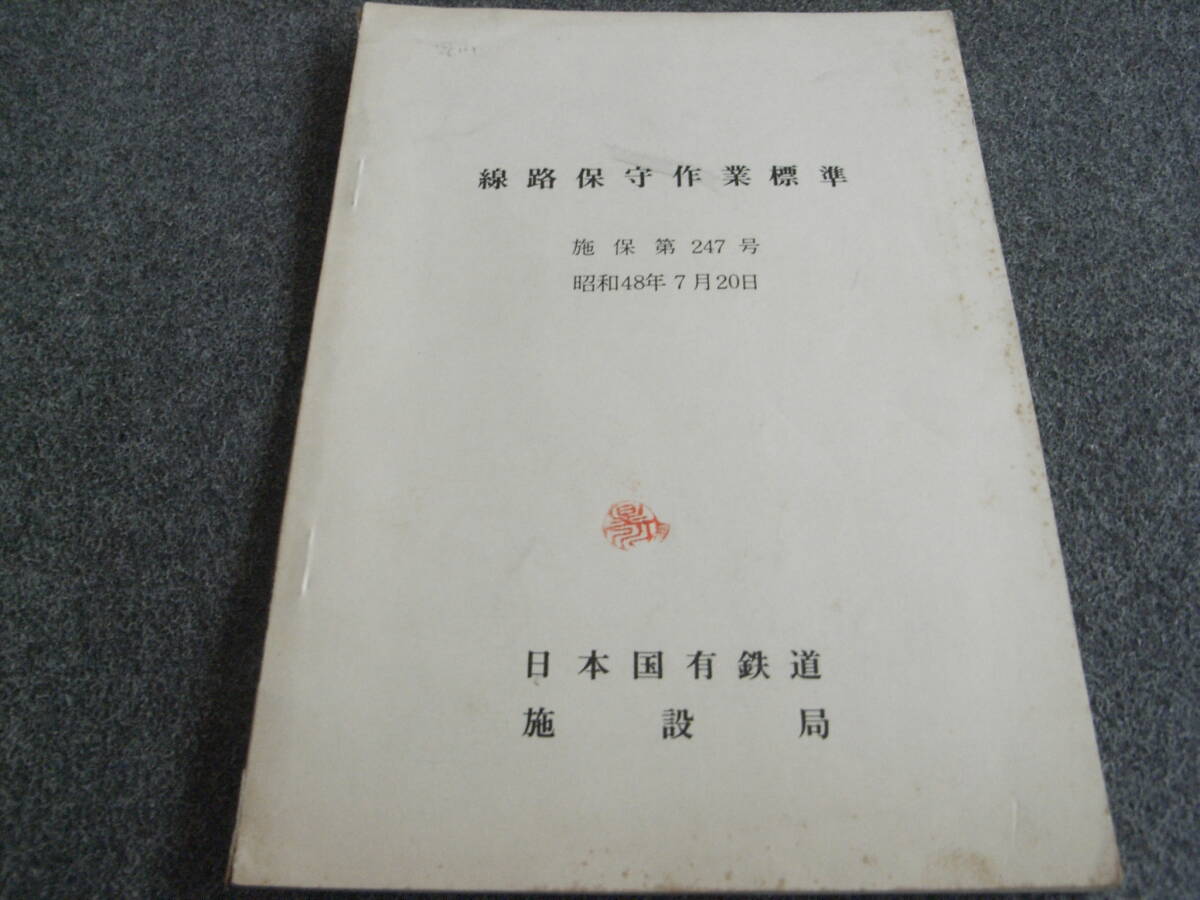 線路保守作業標準
施保第247号
昭和48年7月20日
日本国有鉄道
施設局